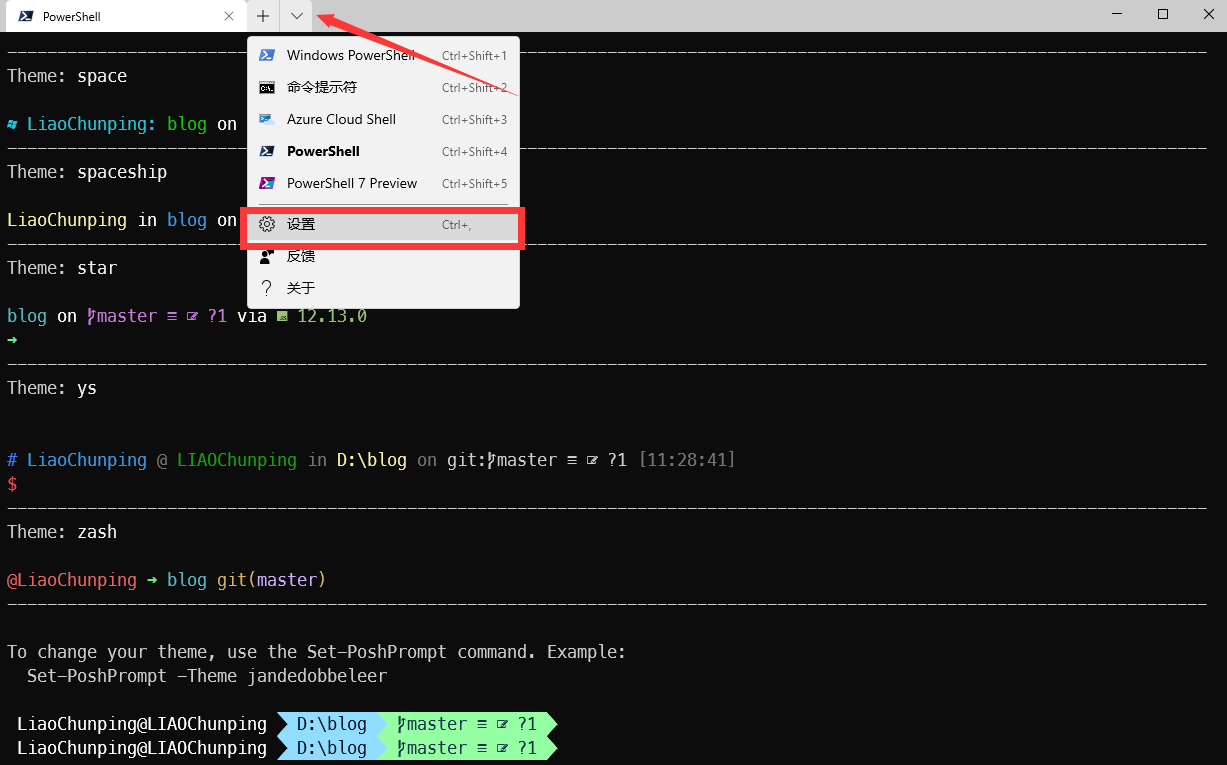 PowerShell
Windows PowerShell Ctrl+Shift+1
Theme: space
命令提示符 Ctrl+Shift+2
Azure Cloud Shell Ctrl+Shift+3
LiaoChunping: blog on
PowerShell Ctrl+Shift+4
Theme: spaceship
PowerShell 7 Preview Ctrl+Shift+5
LiaoChunping in blog on
设置 Ctrl+,
反馈
Theme: star
关于
blog on master ≡ ?1 via 12.13.0
➜
Theme: ys
# LiaoChunping @ LIAOChunping in D:\blog on git:master ≡ ?1 [11:28:41]
$
Theme: zash
@LiaoChunping ➜ blog git(master)
To change your theme, use the Set-PoshPrompt command. Example:
Set-PoshPrompt -Theme jandedobbeleer
LiaoChunping@LIAOChunping D:\blog master ≡ ?1
LiaoChunping@LIAOChunping D:\blog master ≡ ?1